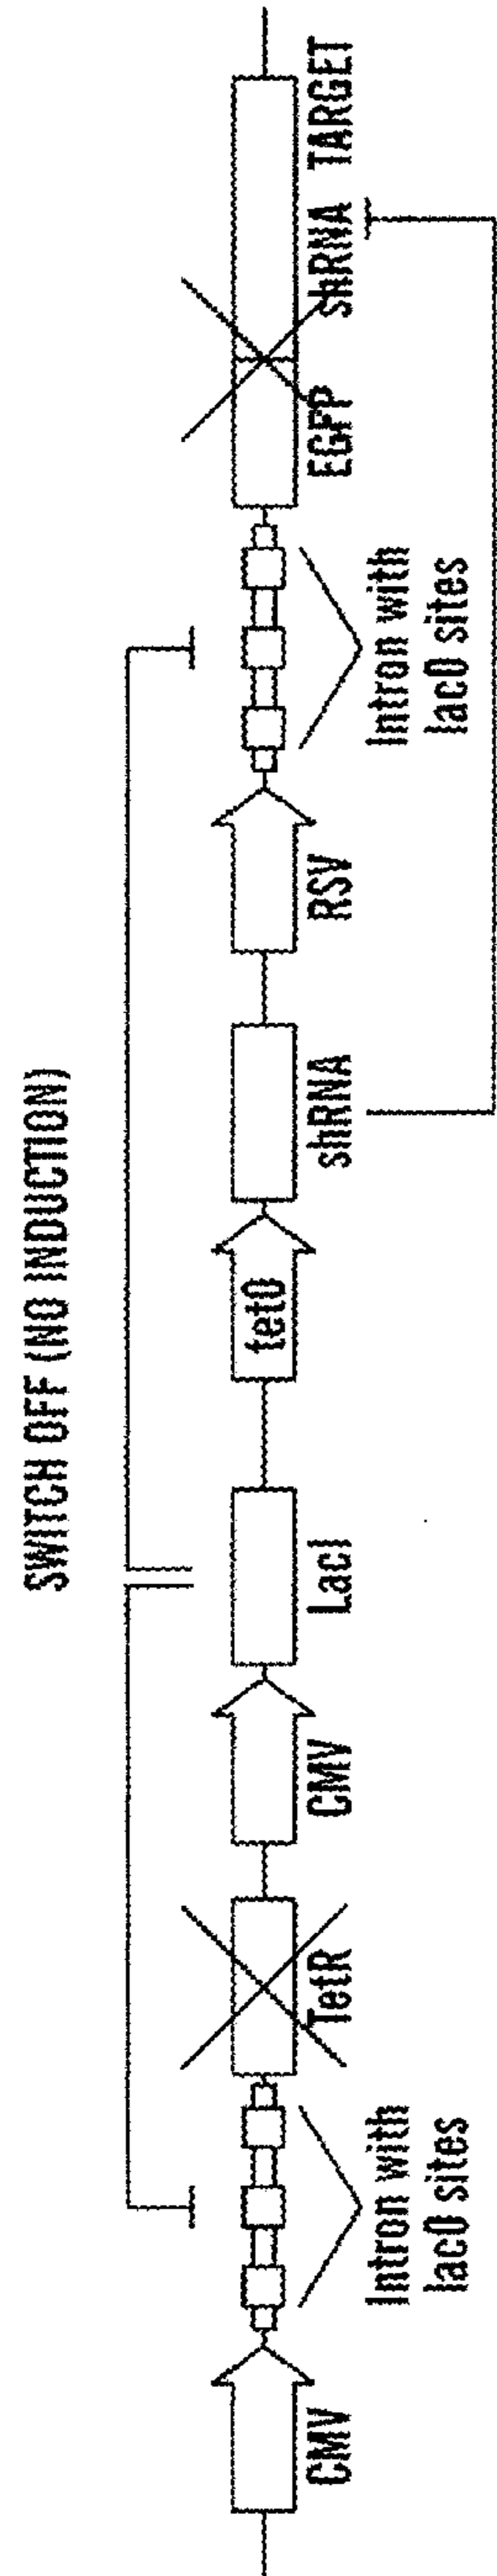 SWITCH OFF (NO INDUCTION)
CMV
Intron with
lacO sites
TetR
CMV
LacI
tetO
shRNA
RSV
Intron with
lacO sites
EGFP
shRNA TARGET